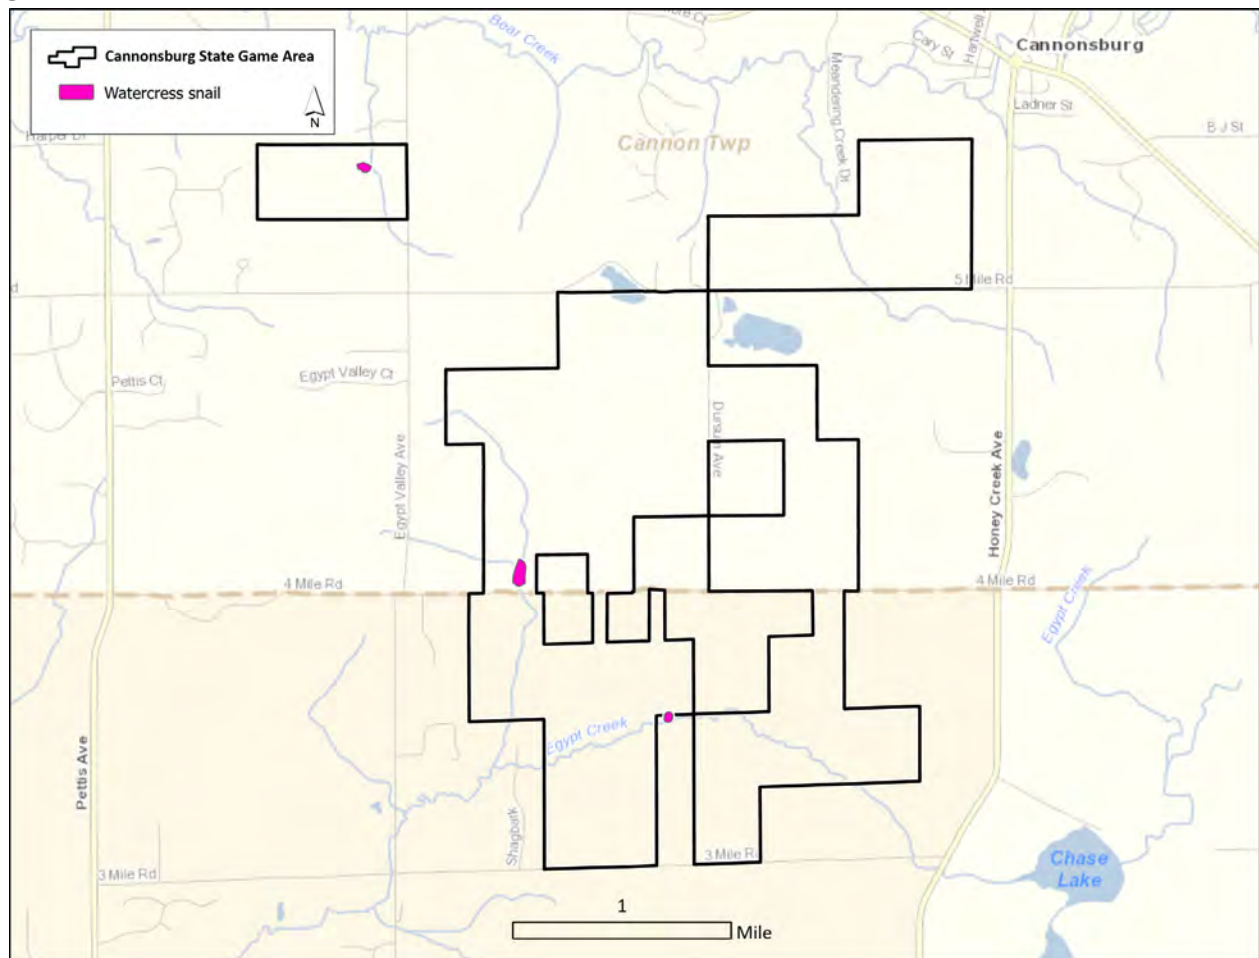 Bear Creek
Cary St
Hartwell
Cannonsburg
Cannonsburg State Game Area
Watercress snail
N
Meandering Creek Dr
Ladner St
B J St
Cannon Twp
5 Mile Rd
Pettis Ct
Egypt Valley Ct
Dursum Ave
Egypt Valley Ave
Honey Creek Ave
4 Mile Rd
4 Mile Rd
Egypt Creek
Egypt Creek
Pettis Ave
Shagbark
3 Mile Rd
3 Mile Rd
Chase
Lake
1
Mile